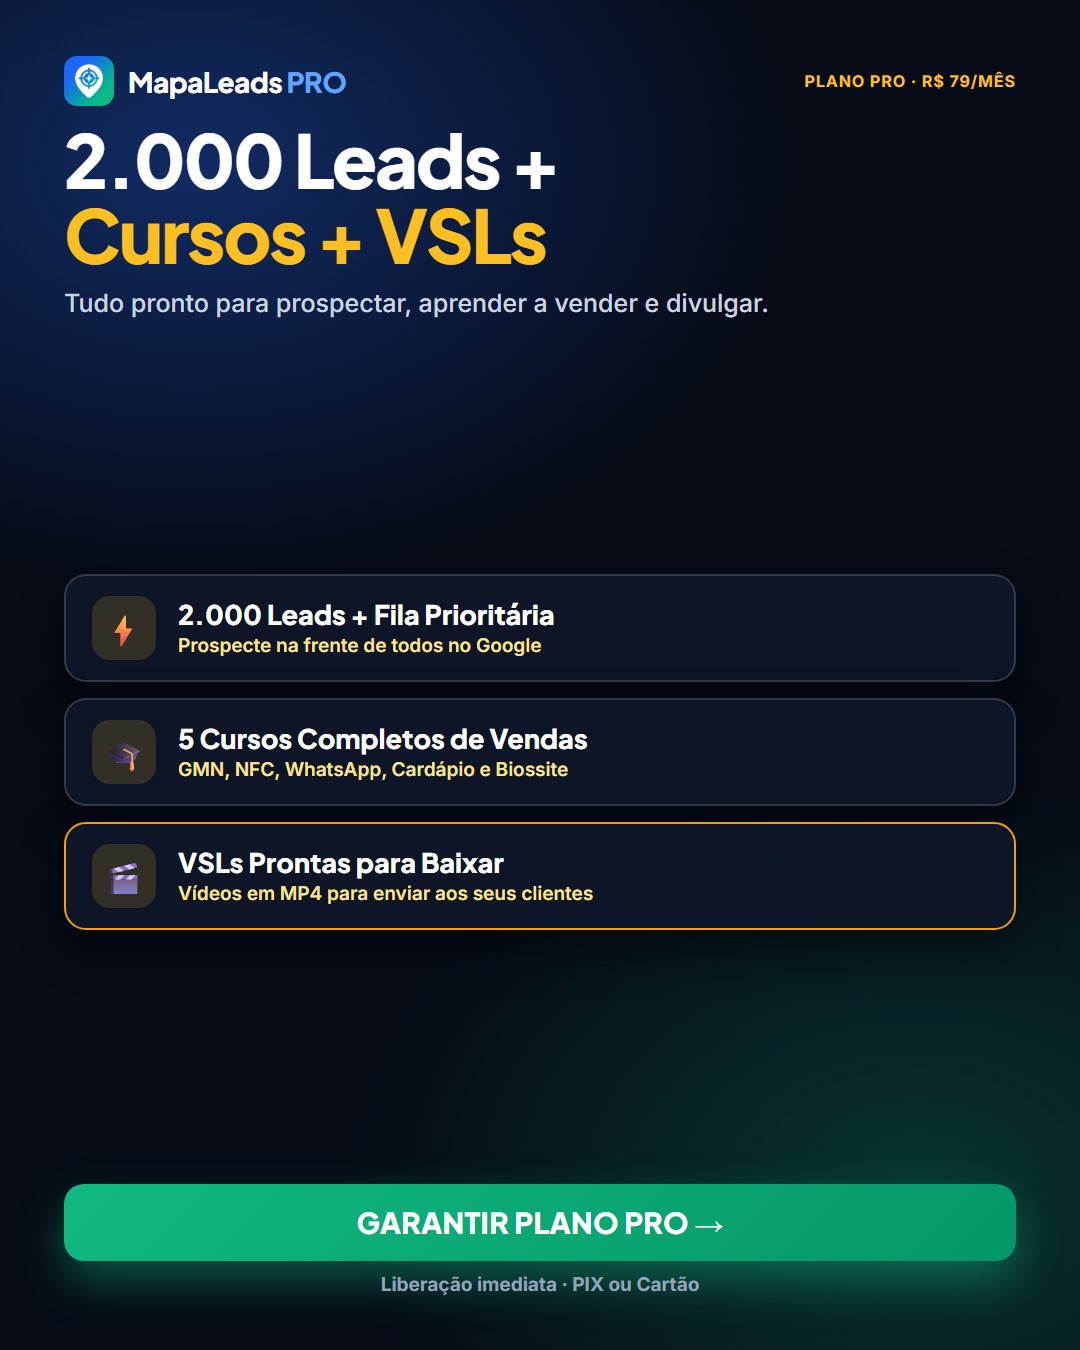 MapaLeads PRO
PLANO PRO · R$ 79/MÊS
2.000 Leads +
Cursos + VSLs
Tudo pronto para prospectar, aprender a vender e divulgar.
2.000 Leads + Fila Prioritária
Prospecte na frente de todos no Google
5 Cursos Completos de Vendas
GMN, NFC, WhatsApp, Cardápio e Biossite
VSLs Prontas para Baixar
Vídeos em MP4 para enviar aos seus clientes
GARANTIR PLANO PRO →
Liberação imediata · PIX ou Cartão